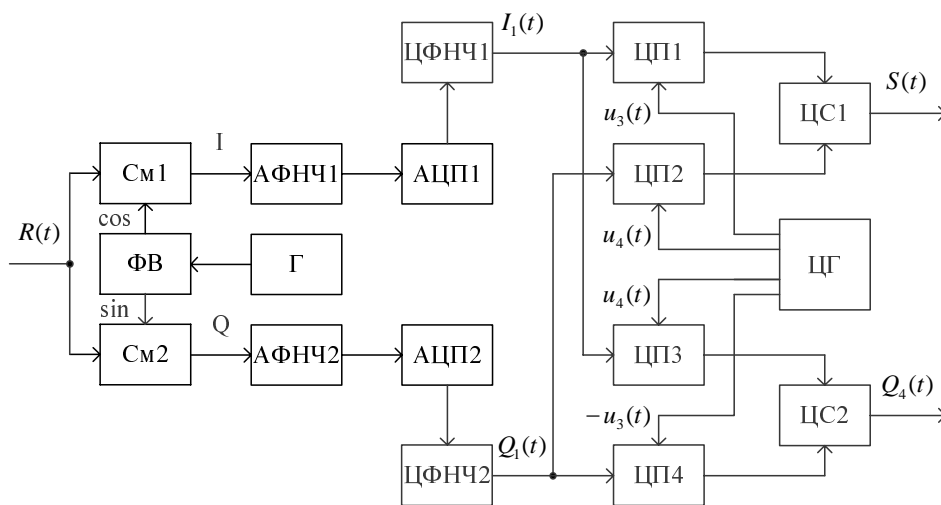 I₁(t)
ЦФНЧ1
ЦП1
S(t)
u₃(t)
ЦС1
I
См1
АФНЧ1
АЦП1
ЦП2
cos
R(t)
u₄(t)
ФВ
Г
ЦГ
u₄(t)
sin
Q
См2
АФНЧ2
АЦП2
ЦП3
Q₄(t)
−u₃(t)
ЦС2
Q₁(t)
ЦФНЧ2
ЦП4